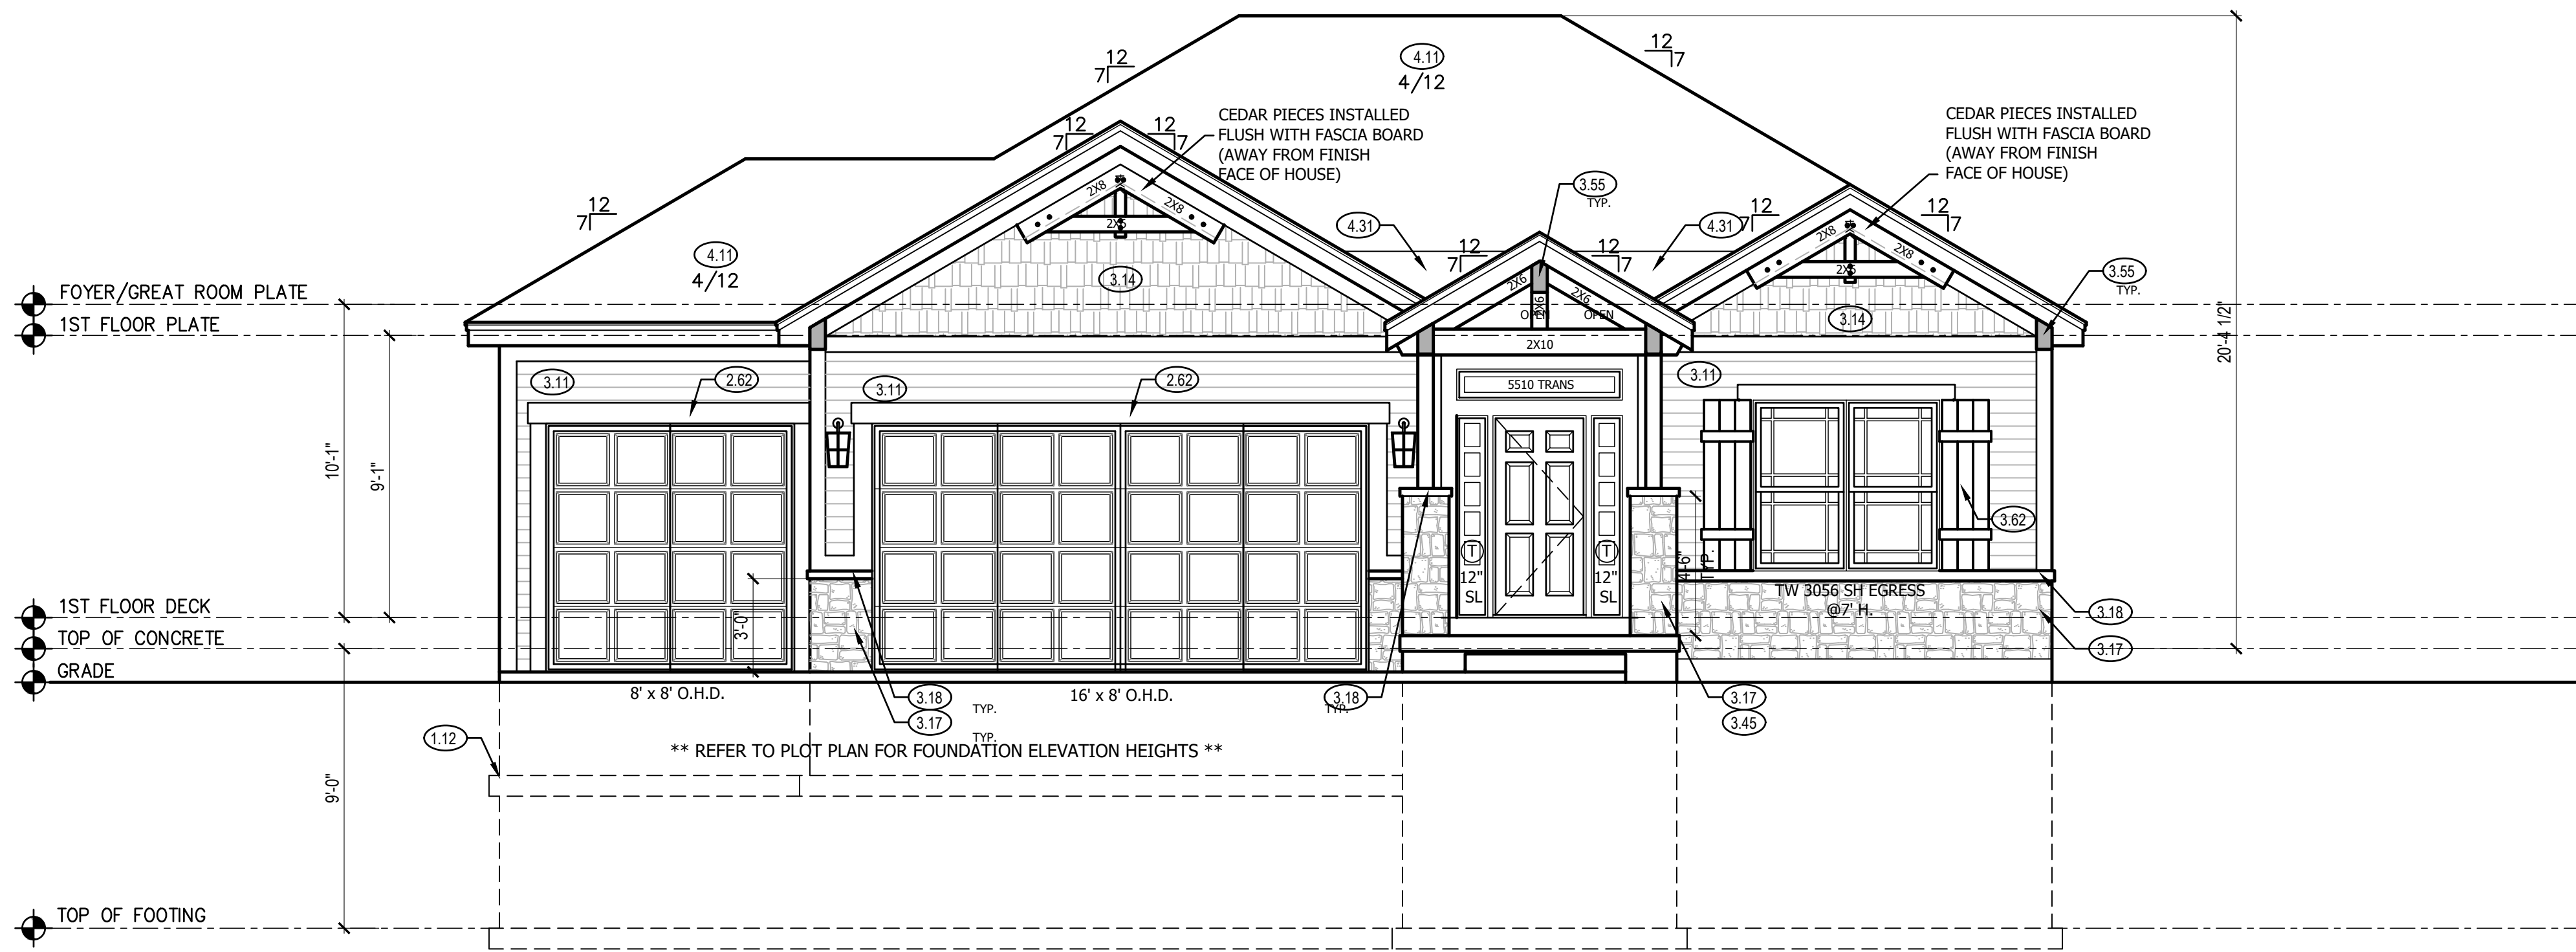 12
7
12
7
4.11
4/12
CEDAR PIECES INSTALLED
FLUSH WITH FASCIA BOARD
(AWAY FROM FINISH
FACE OF HOUSE)
CEDAR PIECES INSTALLED
FLUSH WITH FASCIA BOARD
(AWAY FROM FINISH
FACE OF HOUSE)
12
7
12
7
3.55
TYP.
2X8
2X8
2X6
12
7
4.31
4.31
12
7
12
7
2X8
2X8
2X6
12
7
12
7
4.11
4/12
3.14
3.55
TYP.
FOYER/GREAT ROOM PLATE
1ST FLOOR PLATE
2X6
2X6
2X6
OPEN
OPEN
3.14
2X10
20'-4 1/2"
3.11
2.62
3.11
2.62
5510 TRANS
3.11
10'-1"
9'-1"
3.62
T
12"
SL
T
12"
SL
4'-6"
TYP.
TW 3056 SH EGRESS
@7' H.
3'-0"
1ST FLOOR DECK
TOP OF CONCRETE
GRADE
3.18
3.17
8' x 8' O.H.D.
3.18
TYP.
3.17
TYP.
16' x 8' O.H.D.
3.18
TYP.
3.17
3.45
1.12
** REFER TO PLOT PLAN FOR FOUNDATION ELEVATION HEIGHTS **
9'-0"
TOP OF FOOTING